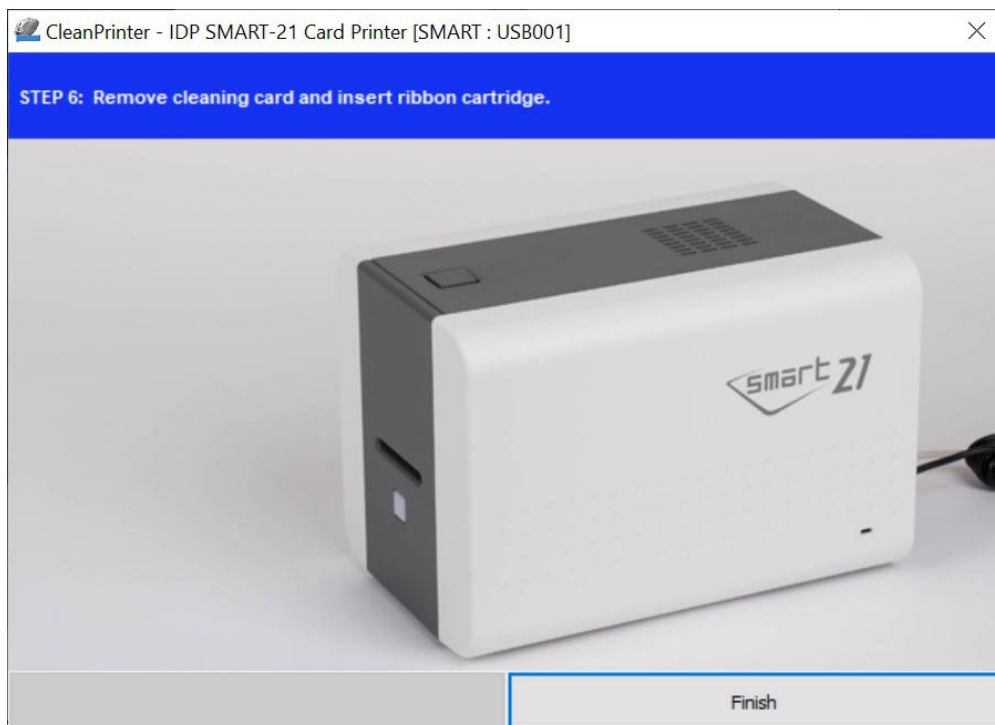 CleanPrinter - IDP SMART-21 Card Printer [SMART : USB001]
STEP 6: Remove cleaning card and insert ribbon cartridge.
smart 21
Finish